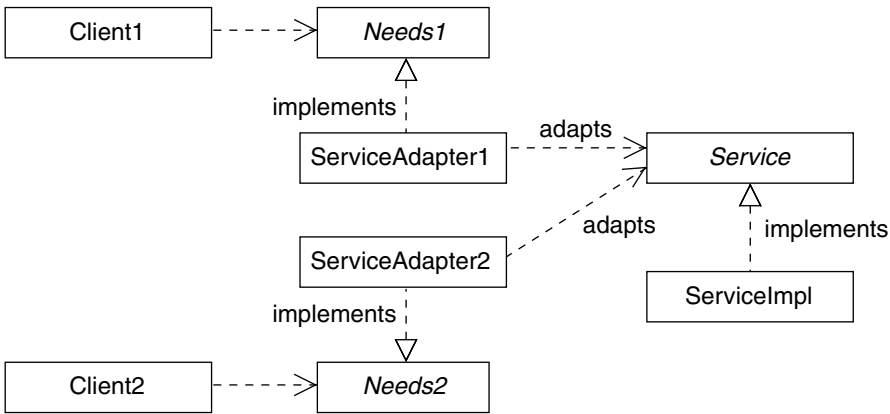 Client1
Needs1
implements
ServiceAdapter1
adapts
Service
adapts
implements
ServiceAdapter2
ServiceImpl
implements
Client2
Needs2